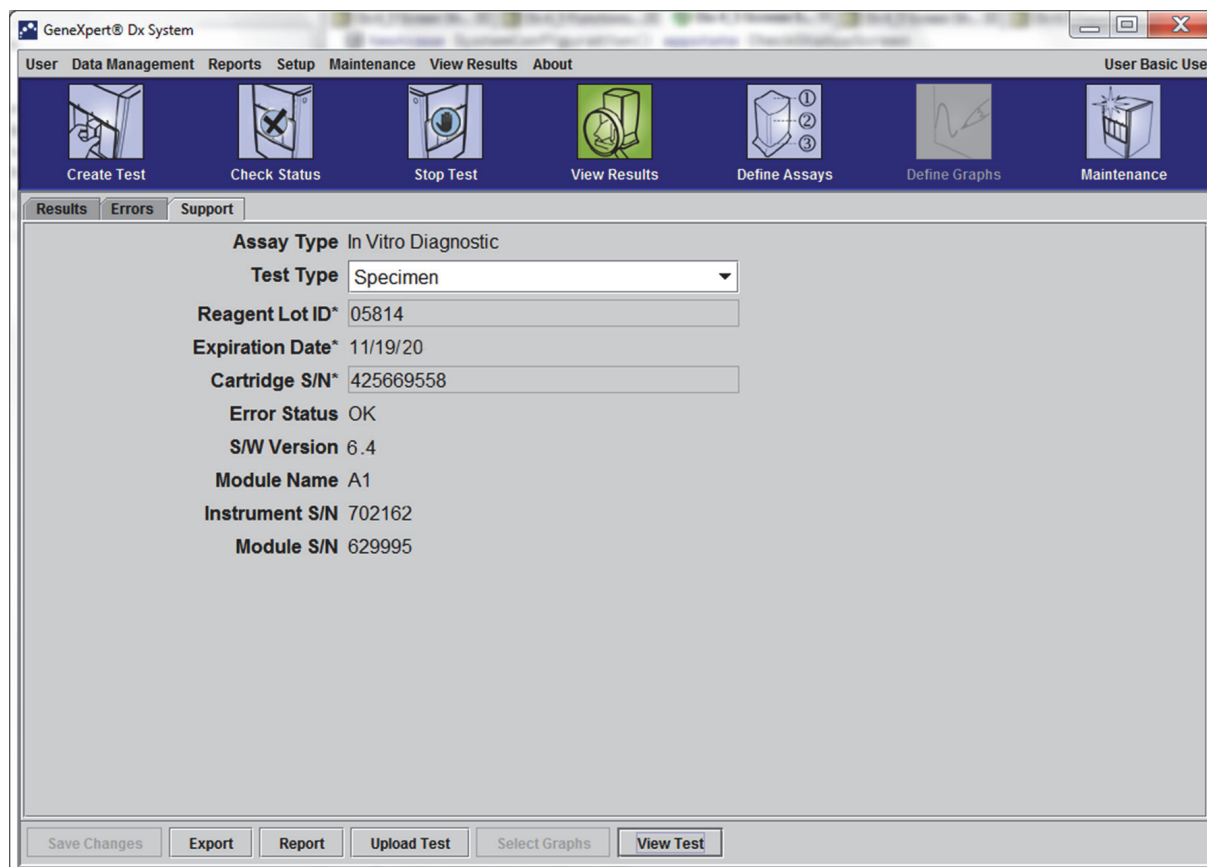 GeneXpert® Dx System
User Data Management Reports Setup Maintenance View Results About User Basic Use
① 
② 
③
Create Test Check Status Stop Test View Results Define Assays Define Graphs Maintenance
Results Errors Support
Assay Type In Vitro Diagnostic
Test Type Specimen
Reagent Lot ID* 05814
Expiration Date* 11/19/20
Cartridge S/N* 425669558
Error Status OK
S/W Version 6.4
Module Name A1
Instrument S/N 702162
Module S/N 629995
Save Changes Export Report Upload Test Select Graphs View Test